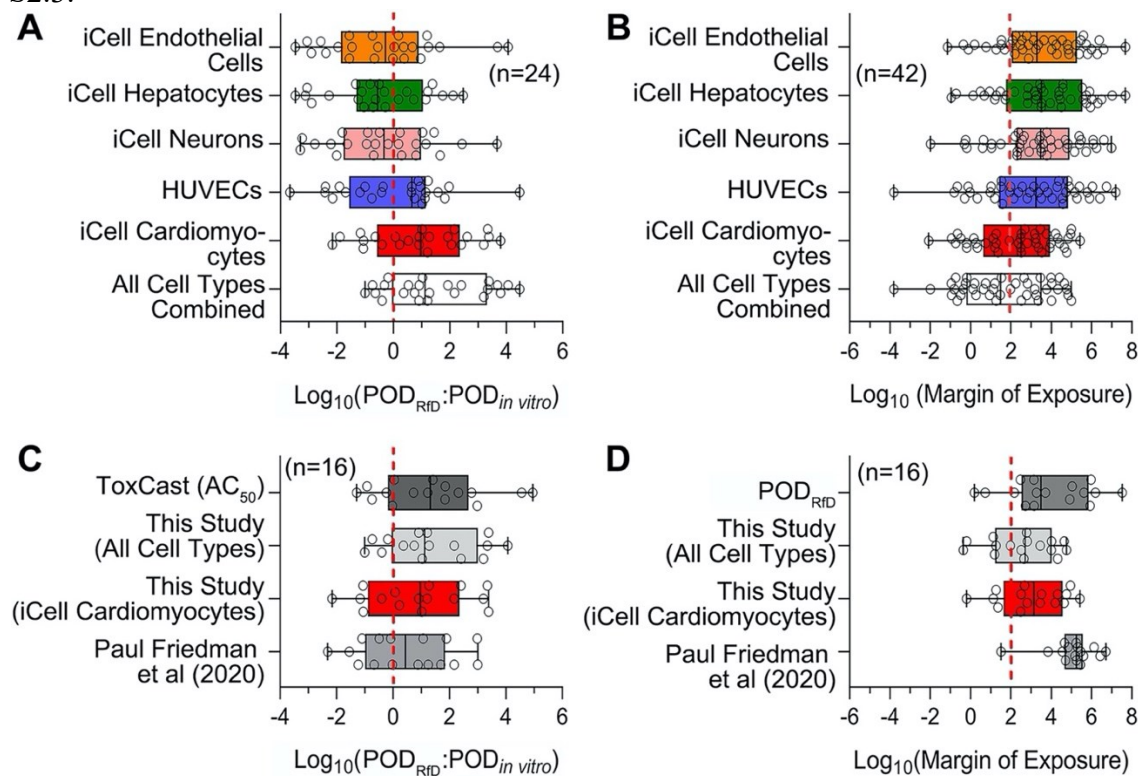 S2.3.
A
iCell Endothelial
Cells
(n=24)
iCell Hepatocytes
iCell Neurons
HUVECs
iCell Cardiomyo-
cytes
All Cell Types
Combined
-4 -2 0 2 4 6
Log10(PODRfD:PODin vitro)
B
iCell Endothelial
Cells
(n=42)
iCell Hepatocytes
iCell Neurons
HUVECs
iCell Cardiomyo-
cytes
All Cell Types
Combined
-6 -4 -2 0 2 4 6 8
Log10 (Margin of Exposure)
C
(n=16)
ToxCast (AC50)
This Study
(All Cell Types)
This Study
(iCell Cardiomyocytes)
Paul Friedman
et al (2020)
-4 -2 0 2 4 6
Log10(PODRfD:PODin vitro)
D
(n=16)
PODRfD
This Study
(All Cell Types)
This Study
(iCell Cardiomyocytes)
Paul Friedman
et al (2020)
-6 -4 -2 0 2 4 6 8
Log10(Margin of Exposure)